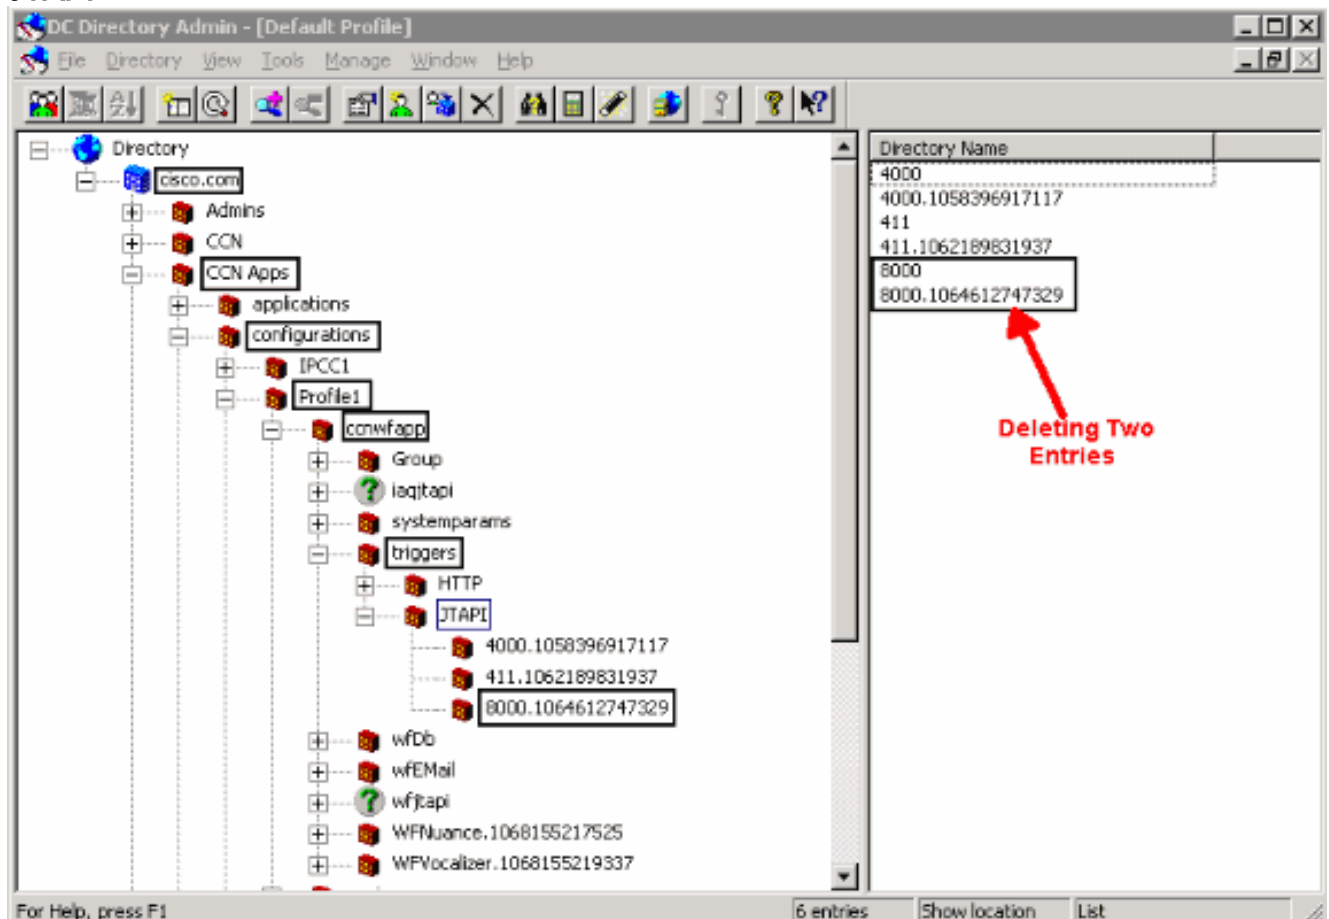 DC Directory Admin - [Default Profile]
File Directory View Tools Manage Window Help
Directory
cisco.com
Admins
CCN
CCN Apps
applications
configurations
IPCC1
Profile1
ccnwfapp
Group
iaqjtapi
systemparams
triggers
HTTP
JTAPI
4000.1058396917117
411.1062189831937
8000.1064612747329
wfDb
wfEMail
wfjtapi
WFNuance.1068155217525
WFVocalizer.1068155219337
Directory Name
4000
4000.1058396917117
411
411.1062189831937
8000
8000.1064612747329
Deleting Two
Entries
For Help, press F1
6 entries
Show location
List